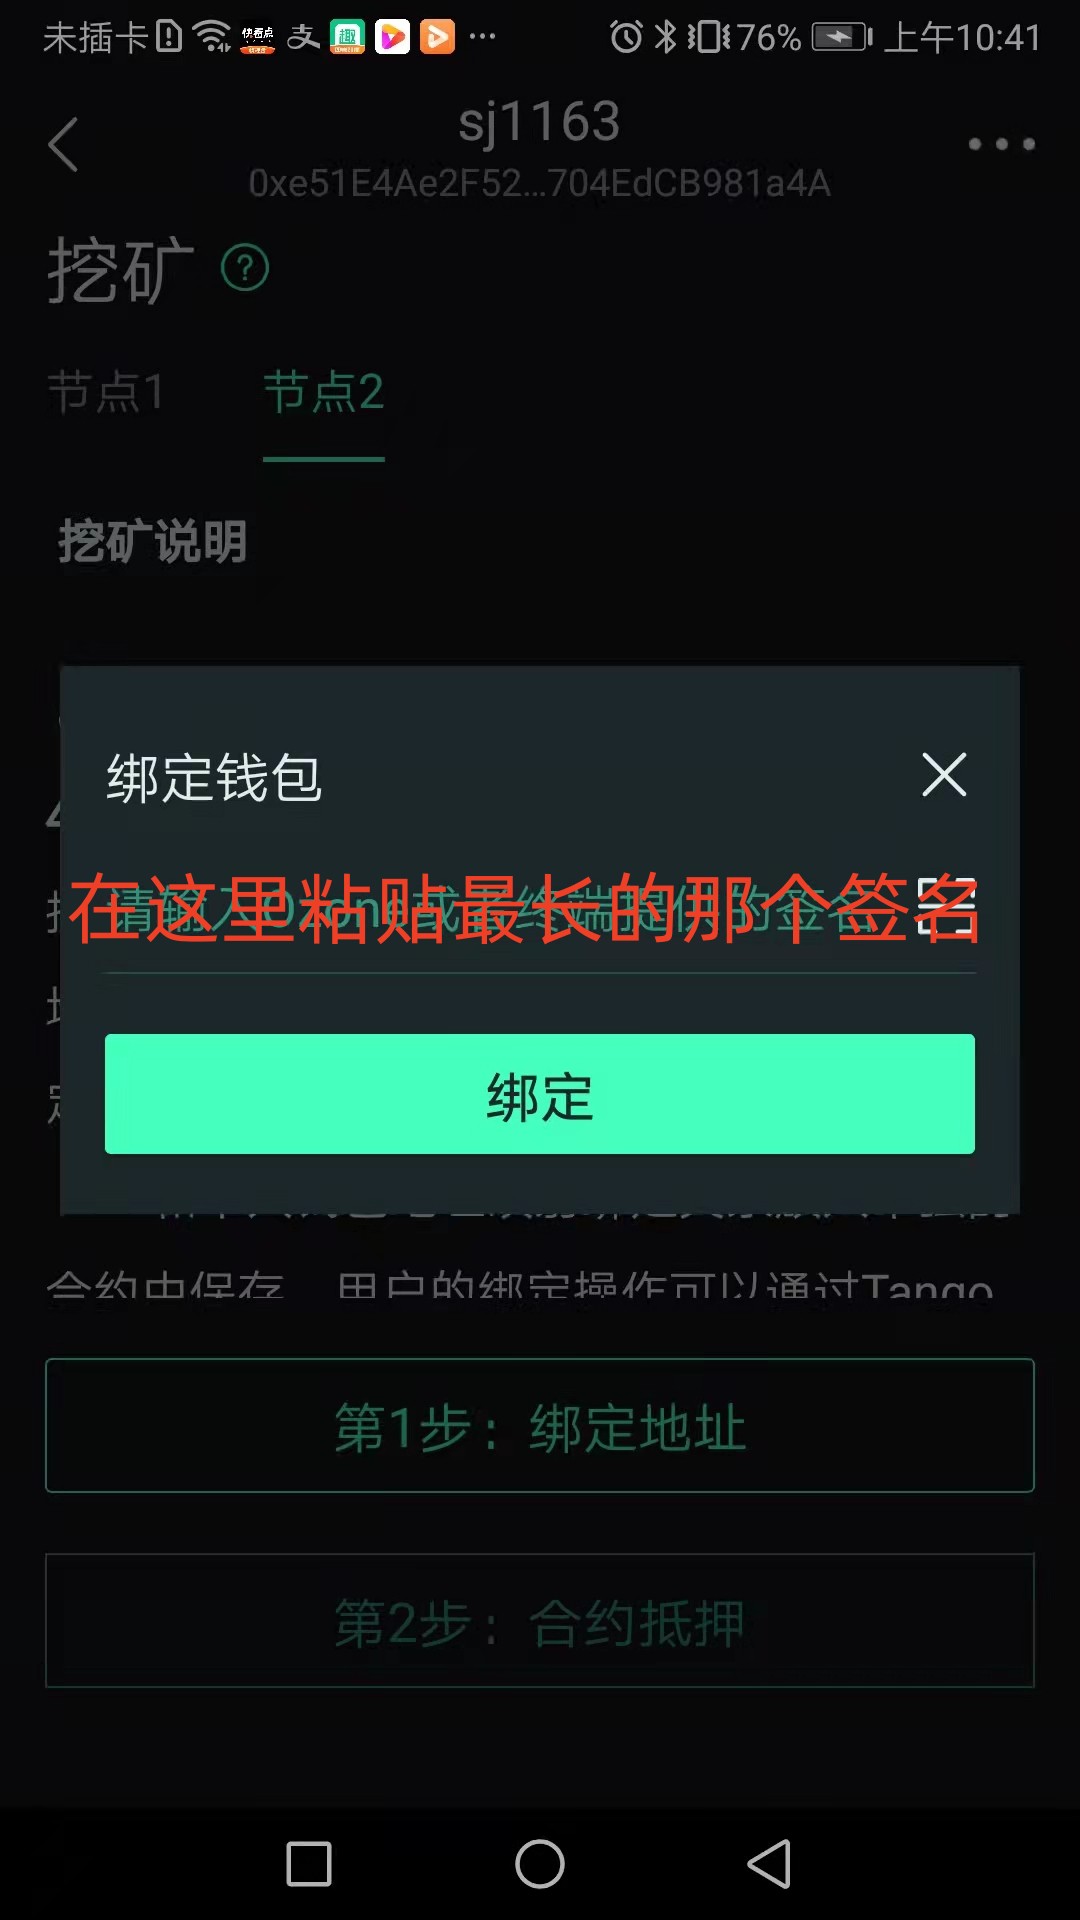 未插卡 76% 上午10:41
sj1163
0xe51E4Ae2F52...704EdCB981a4A
挖矿 ?
节点1 节点2
挖矿说明
绑定钱包
在这里粘贴最长的那个签名
绑定
合约中保存，用户的绑定操作可以通过Tango
第1步：绑定地址
第2步：合约抵押